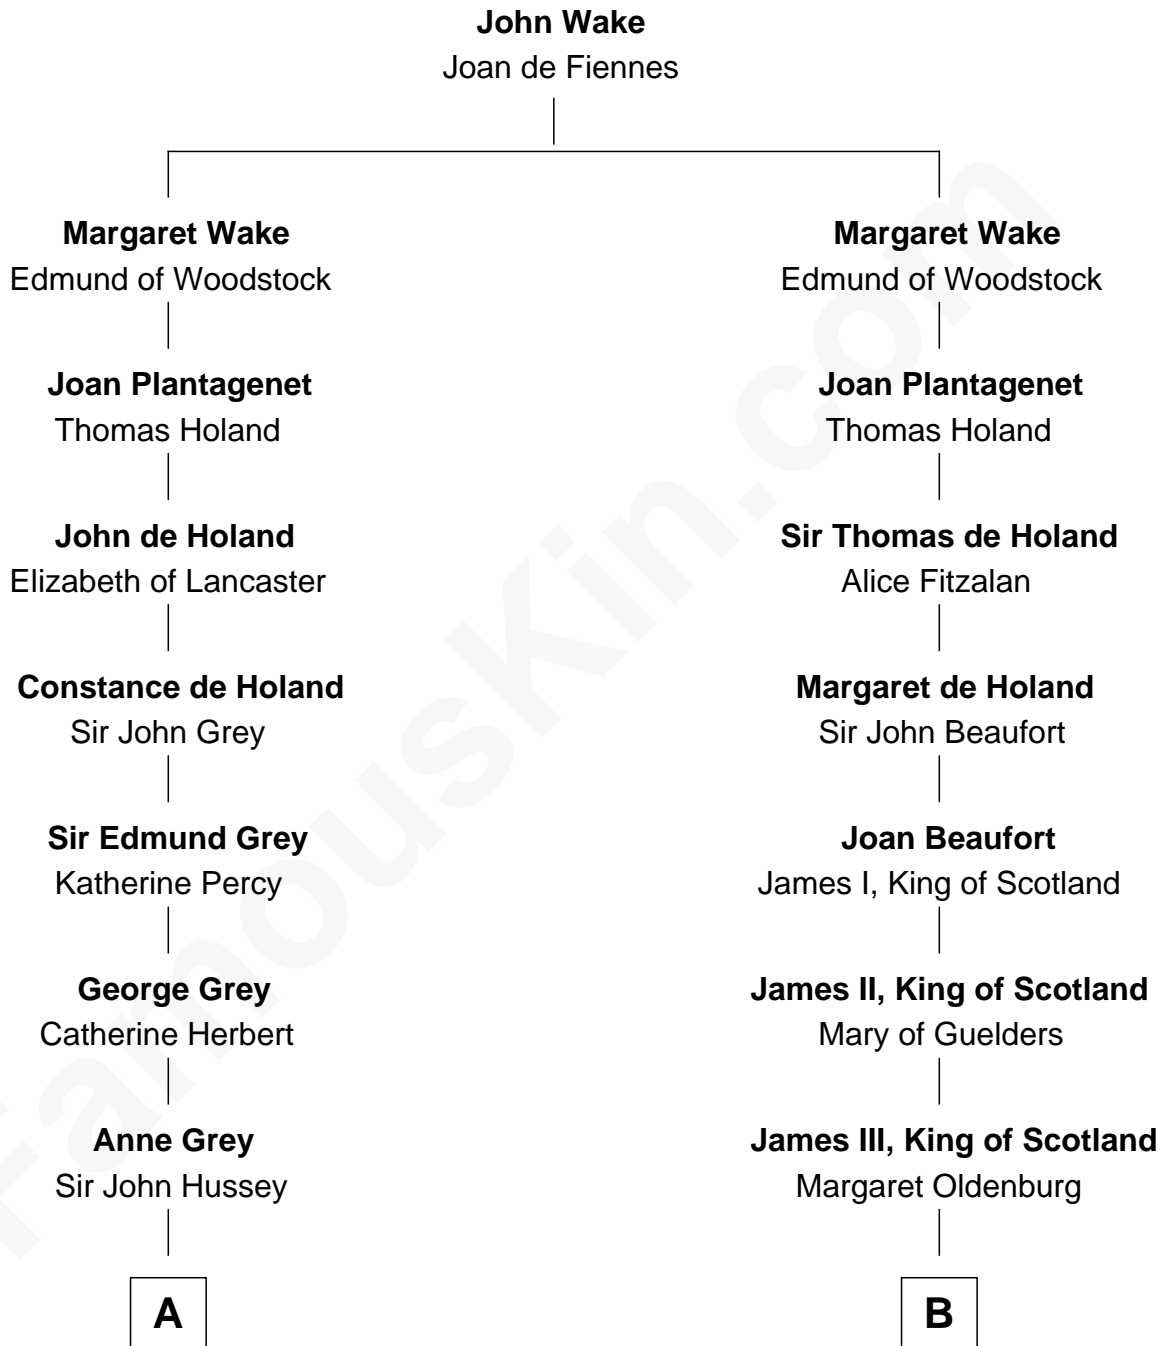 John Wake
Joan de Fiennes
Margaret Wake
Edmund of Woodstock
Joan Plantagenet
Thomas Holand
John de Holand
Elizabeth of Lancaster
Constance de Holand
Sir John Grey
Sir Edmund Grey
Katherine Percy
George Grey
Catherine Herbert
Anne Grey
Sir John Hussey
A
Margaret Wake
Edmund of Woodstock
Joan Plantagenet
Thomas Holand
Sir Thomas de Holand
Alice Fitzalan
Margaret de Holand
Sir John Beaufort
Joan Beaufort
James I, King of Scotland
James II, King of Scotland
Mary of Guelders
James III, King of Scotland
Margaret Oldenburg
B
FamousKin.com